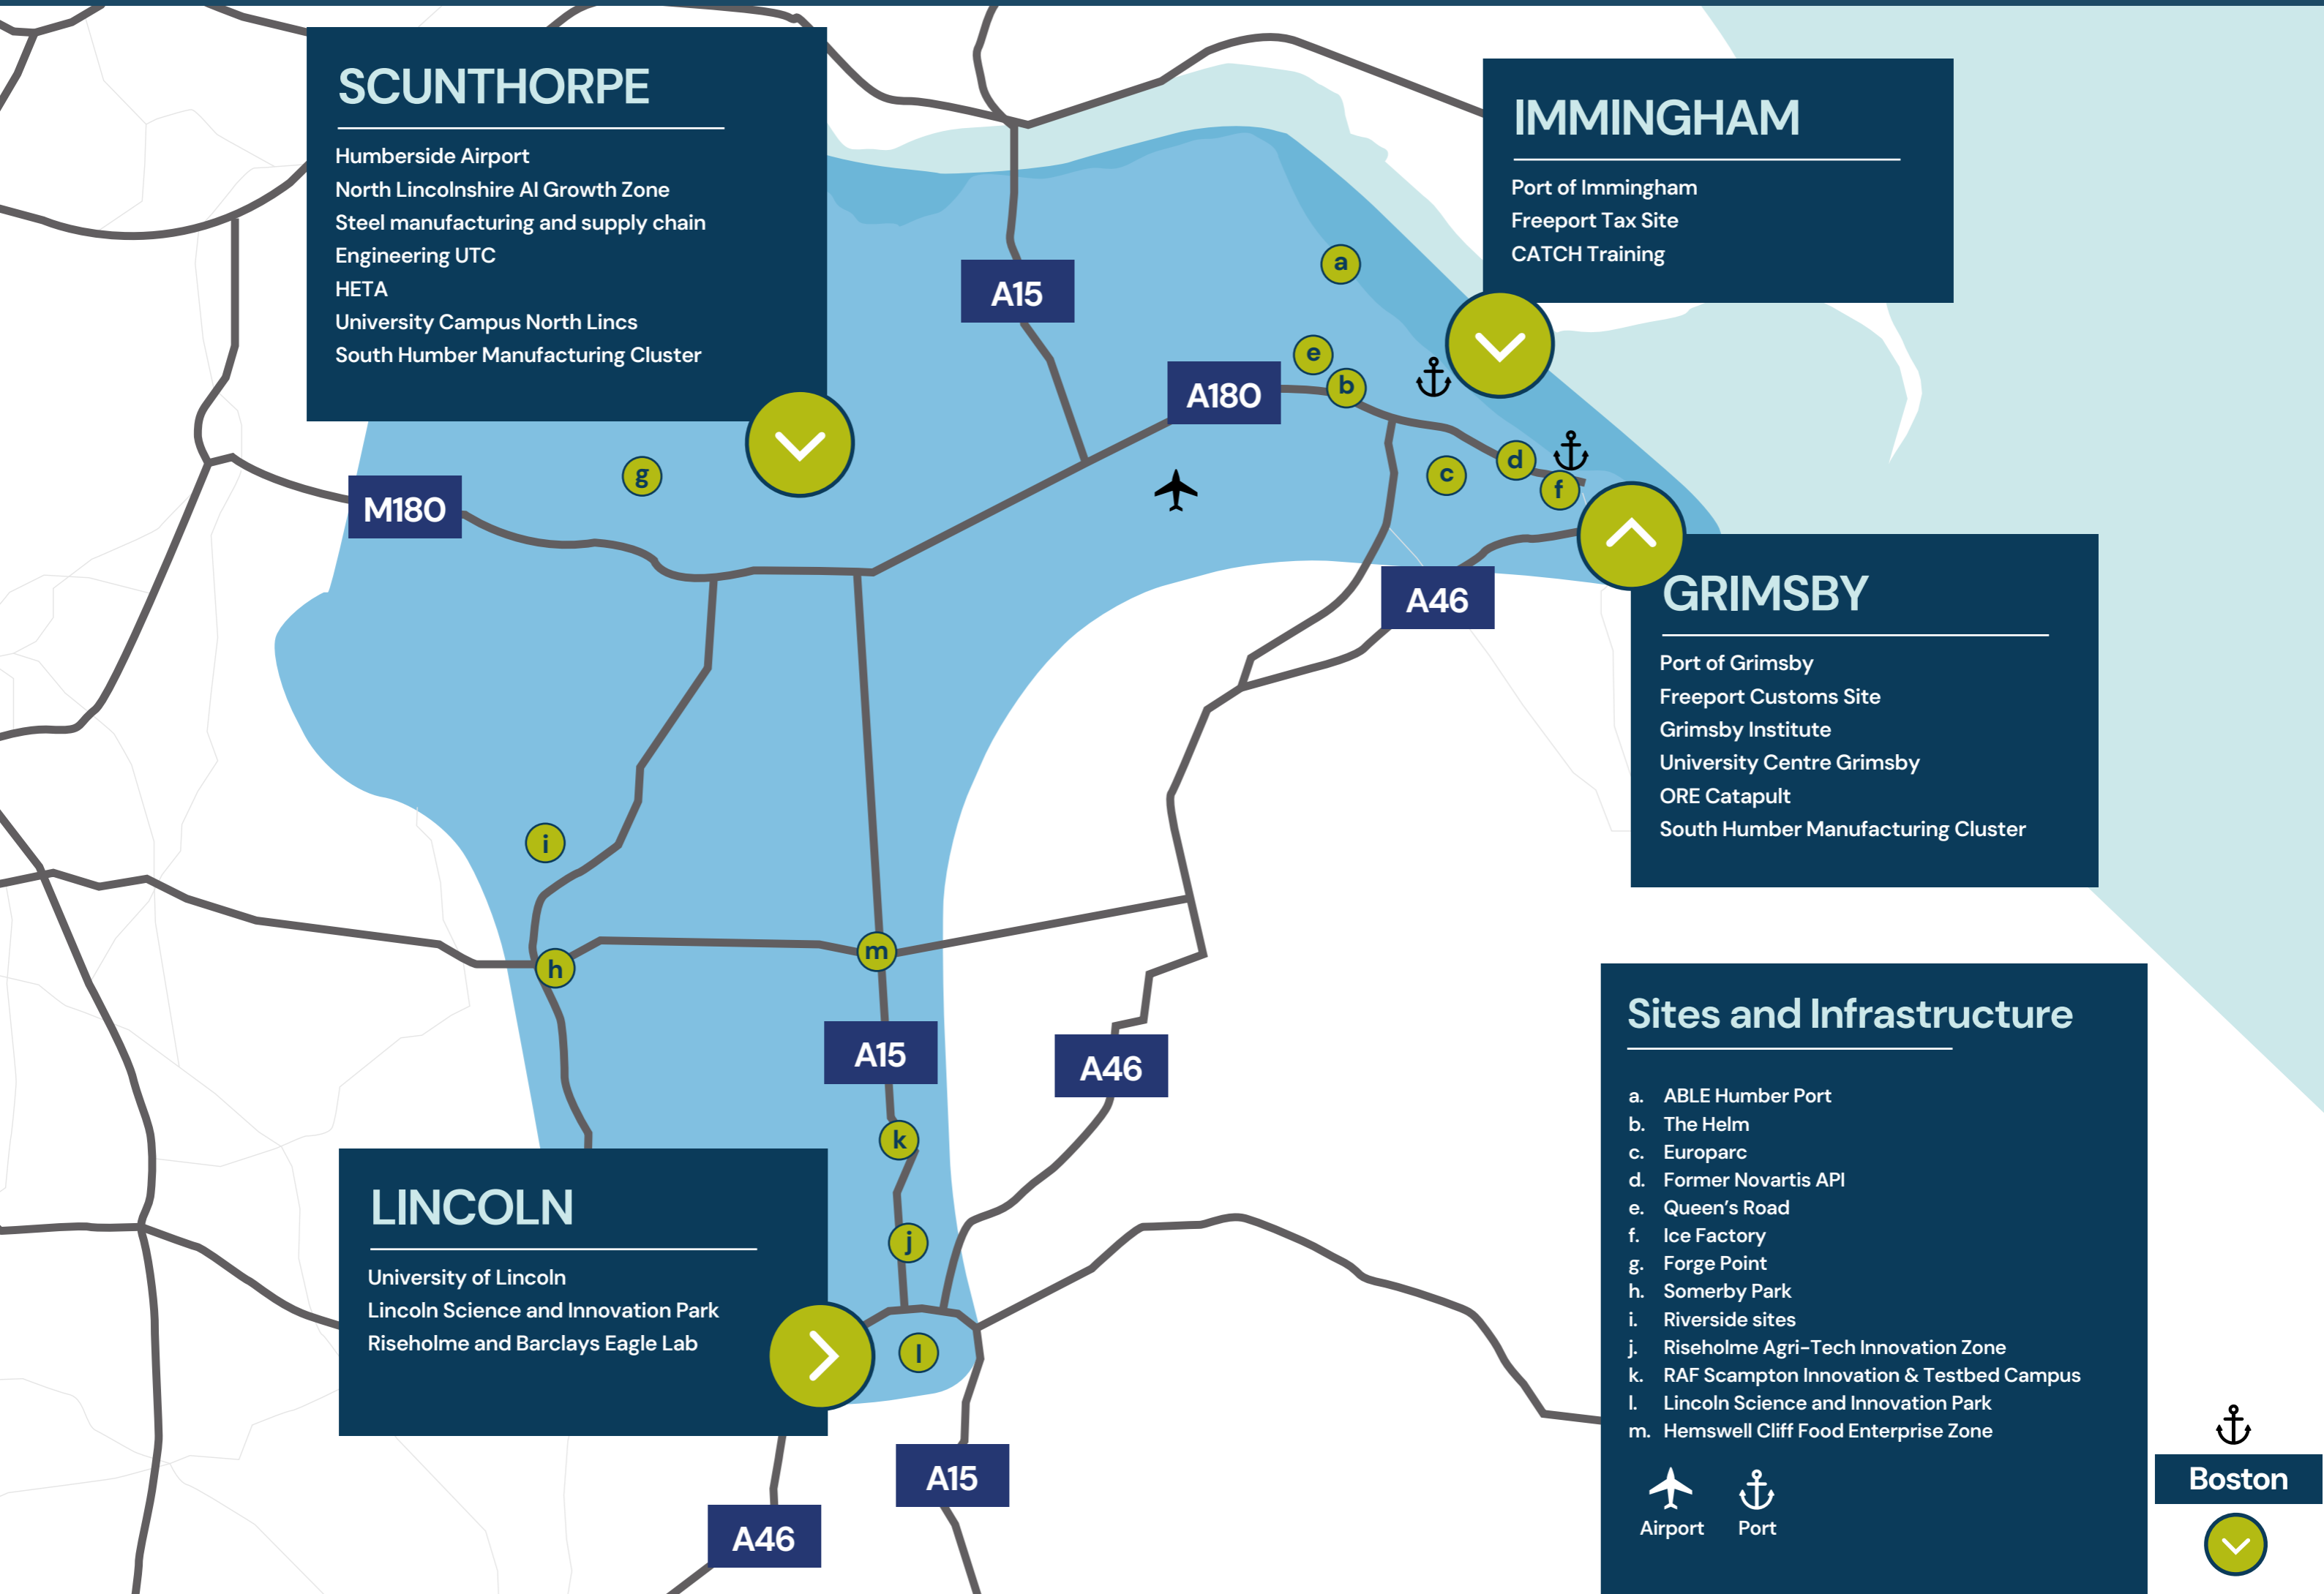 SCUNTHORPE
Humberside Airport
North Lincolnshire AI Growth Zone
Steel manufacturing and supply chain
Engineering UTC
HETA
University Campus North Lincs
South Humber Manufacturing Cluster
IMMINGHAM
Port of Immingham
Freeport Tax Site
CATCH Training
A15
a
e
b
A180
g
c
d
f
M180
A46
GRIMSBY
Port of Grimsby
Freeport Customs Site
Grimsby Institute
University Centre Grimsby
ORE Catapult
South Humber Manufacturing Cluster
i
h
m
A15
A46
k
j
l
LINCOLN
University of Lincoln
Lincoln Science and Innovation Park
Riseholme and Barclays Eagle Lab
A15
A46
Sites and Infrastructure
a. ABLE Humber Port
b. The Helm
c. Europarc
d. Former Novartis API
e. Queen’s Road
f. Ice Factory
g. Forge Point
h. Somerby Park
i. Riverside sites
j. Riseholme Agri-Tech Innovation Zone
k. RAF Scampton Innovation & Testbed Campus
l. Lincoln Science and Innovation Park
m. Hemswell Cliff Food Enterprise Zone
Airport Port
Boston